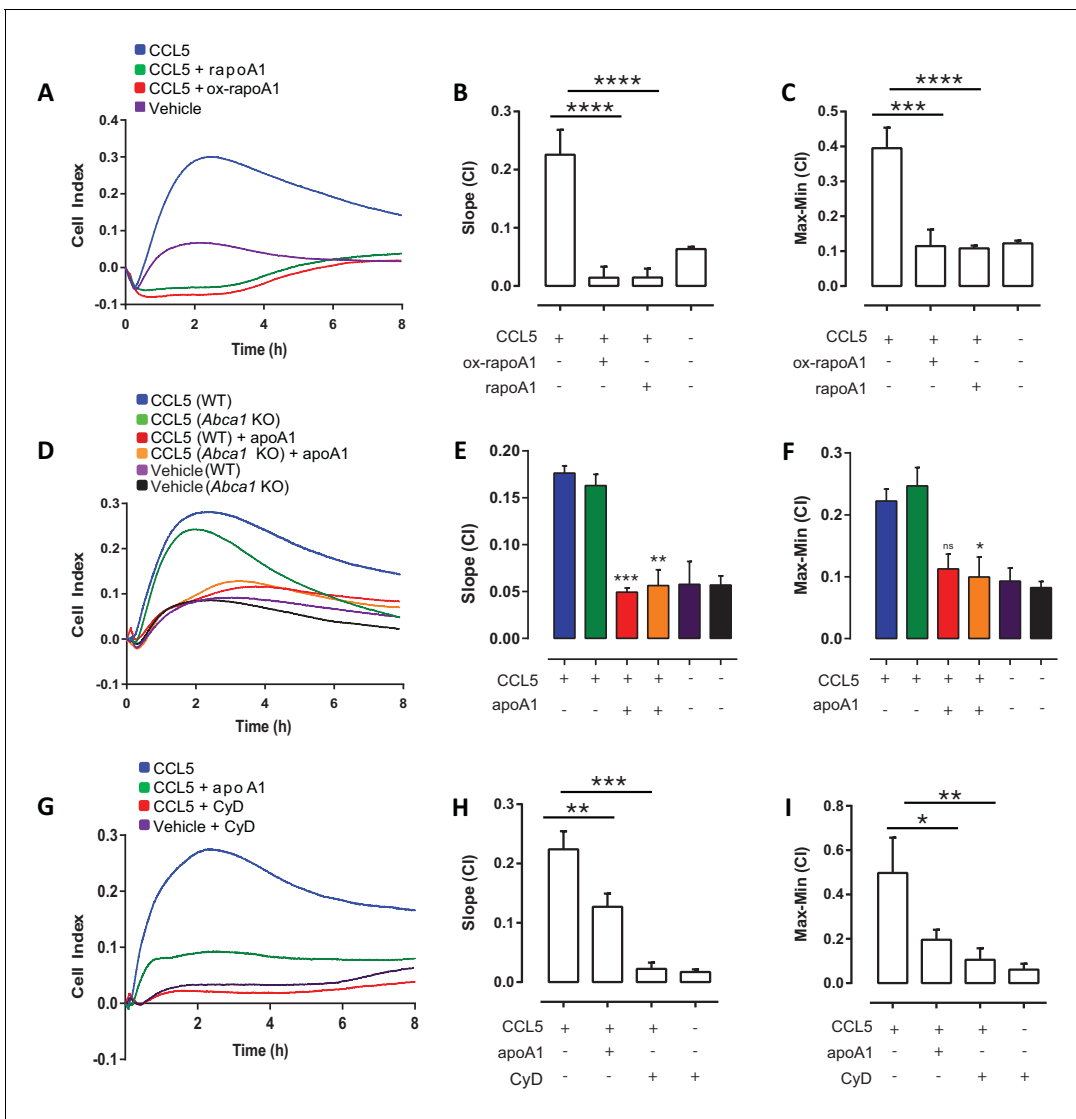 CCL5
CCL5 + rapoA1
CCL5 + ox-rapoA1
Vehicle
A
Cell Index
0.4
0.3
0.2
0.1
0.0
-0.1
0
2
4
6
8
Time (h)
B
Slope (CI)
0.3
0.2
0.1
0.0
****
****
CCL5 + + + -
ox-rapoA1 - + - -
rapoA1 - - + -
C
Max-Min (CI)
0.5
0.4
0.3
0.2
0.1
0.0
****
***
CCL5 + + + -
ox-rapoA1 - + - -
rapoA1 - - + -
CCL5 (WT)
CCL5 (Abca1 KO)
CCL5 (WT) + apoA1
CCL5 (Abca1 KO) + apoA1
Vehicle (WT)
Vehicle (Abca1 KO)
D
Cell Index
0.3
0.2
0.1
0.0
-0.1
0
2
4
6
8
Time (h)
E
Slope (CI)
0.20
0.15
0.10
0.05
0.00
***
**
CCL5 + + + + - -
apoA1 - - + + - -
F
Max-Min (CI)
0.3
0.2
0.1
0.0
ns
*
CCL5 + + + + - -
apoA1 - - + + - -
CCL5
CCL5 + apo A1
CCL5 + CyD
Vehicle + CyD
G
Cell Index
0.3
0.2
0.1
0.0
-0.1
2
4
6
8
Time (h)
H
Slope (CI)
0.3
0.2
0.1
0.0
***
**
CCL5 + + + -
apoA1 - + - -
CyD - - + +
I
Max-Min (CI)
0.8
0.6
0.4
0.2
0.0
**
*
CCL5 + + + -
apoA1 - + - -
CyD - - + +